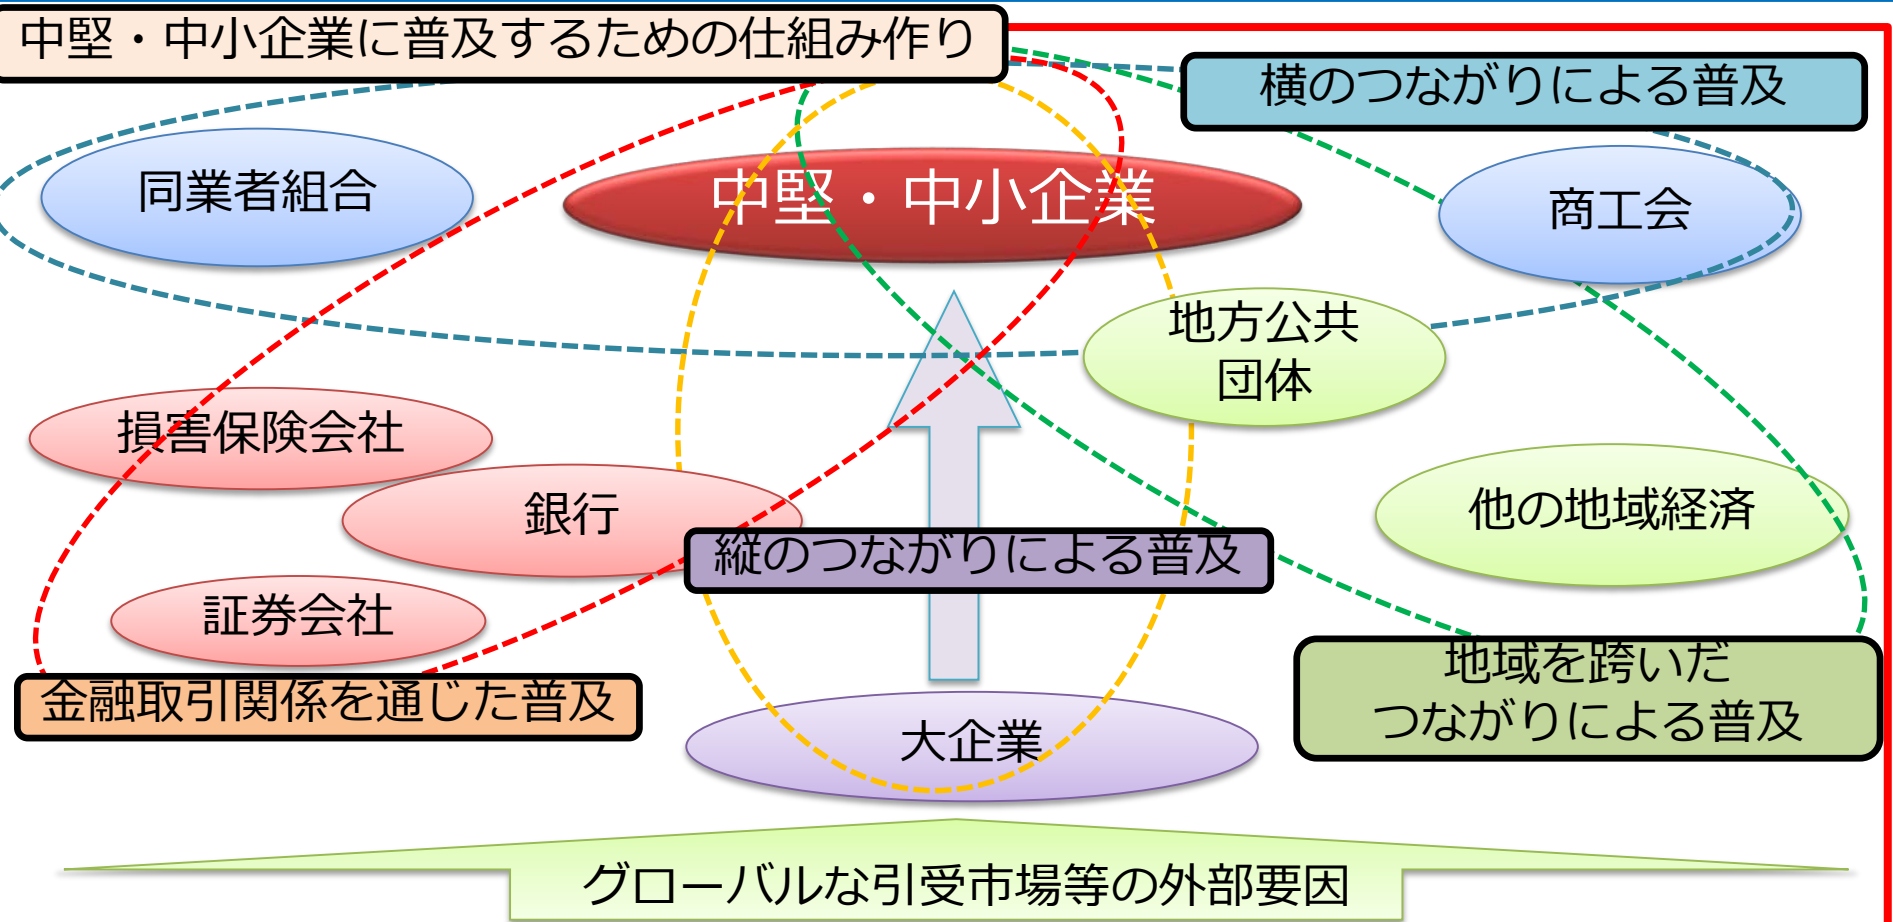 中堅・中小企業に普及するための仕組み作り
横のつながりによる普及
同業者組合
中堅・中小企業
商工会
地方公共
団体
損害保険会社
銀行
他の地域経済
縦のつながりによる普及
証券会社
地域を跨いだ
つながりによる普及
金融取引関係を通じた普及
大企業
グローバルな引受市場等の外部要因